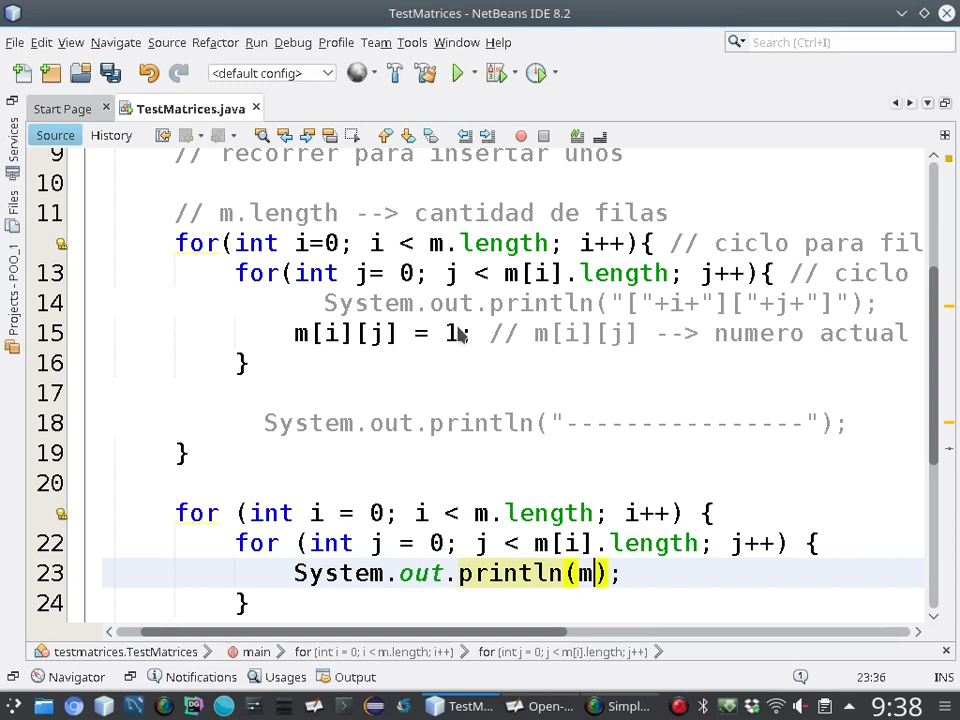 TestMatrices - NetBeans IDE 8.2
File Edit View Navigate Source Refactor Run Debug Profile Team Tools Window Help
Search (Ctrl+I)
<default config>
Start Page
TestMatrices.java
Source History
Services
Files
Projects - POO_1
9 // recorrer para insertar unos
10
11 // m.length --> cantidad de filas
for(int i=0; i < m.length; i++){ // ciclo para fil
13 for(int j= 0; j < m[i].length; j++){ // ciclo
14 System.out.println("["+i+"]["+j+"]");
15 m[i][j] = 1; // m[i][j] --> numero actual
16 }
17
18 System.out.println("----------------");
19 }
20
for (int i = 0; i < m.length; i++) {
22 for (int j = 0; j < m[i].length; j++) {
23 System.out.println(m);
24 }
testmatrices.TestMatrices main for (int i = 0; i < m.length; i++) for (int j = 0; j < m[i].length; j++)
Navigator Notifications Usages Output 1 23:36 INS
TestM... Open-... Simpl... 9:38